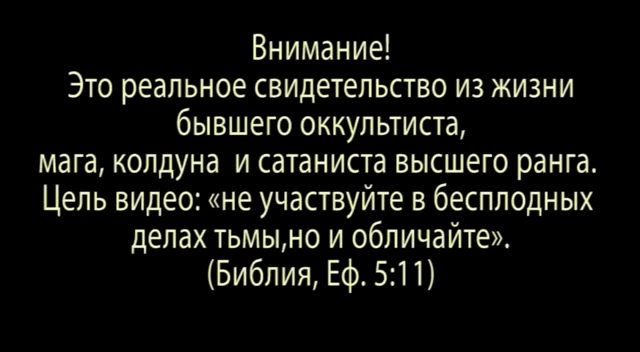 Внимание!
Это реальное свидетельство из жизни
бывшего оккультиста,
мага, колдуна  и сатаниста высшего ранга.
Цель видео: «не участвуйте в бесплодных
делах тьмы,но и обличайте».
(Библия, Еф. 5:11)